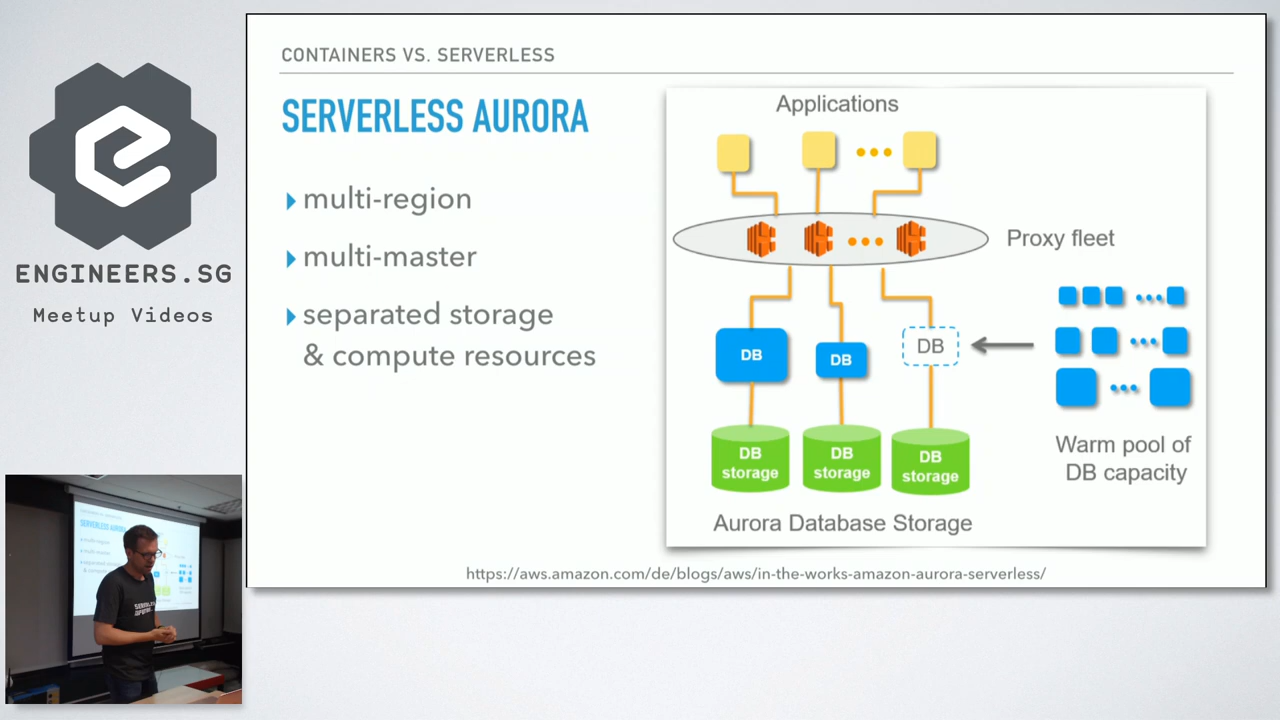 ENGINEERS.SG
Meetup Videos
CONTAINERS VS. SERVERLESS
SERVERLESS AURORA
multi-region
multi-master
separated storage
& compute resources
Applications
Proxy fleet
DB
DB
DB
DB
storage
DB
storage
DB
storage
Warm pool of
DB capacity
Aurora Database Storage
https://aws.amazon.com/de/blogs/aws/in-the-works-amazon-aurora-serverless/
SERVERLESS AURORA